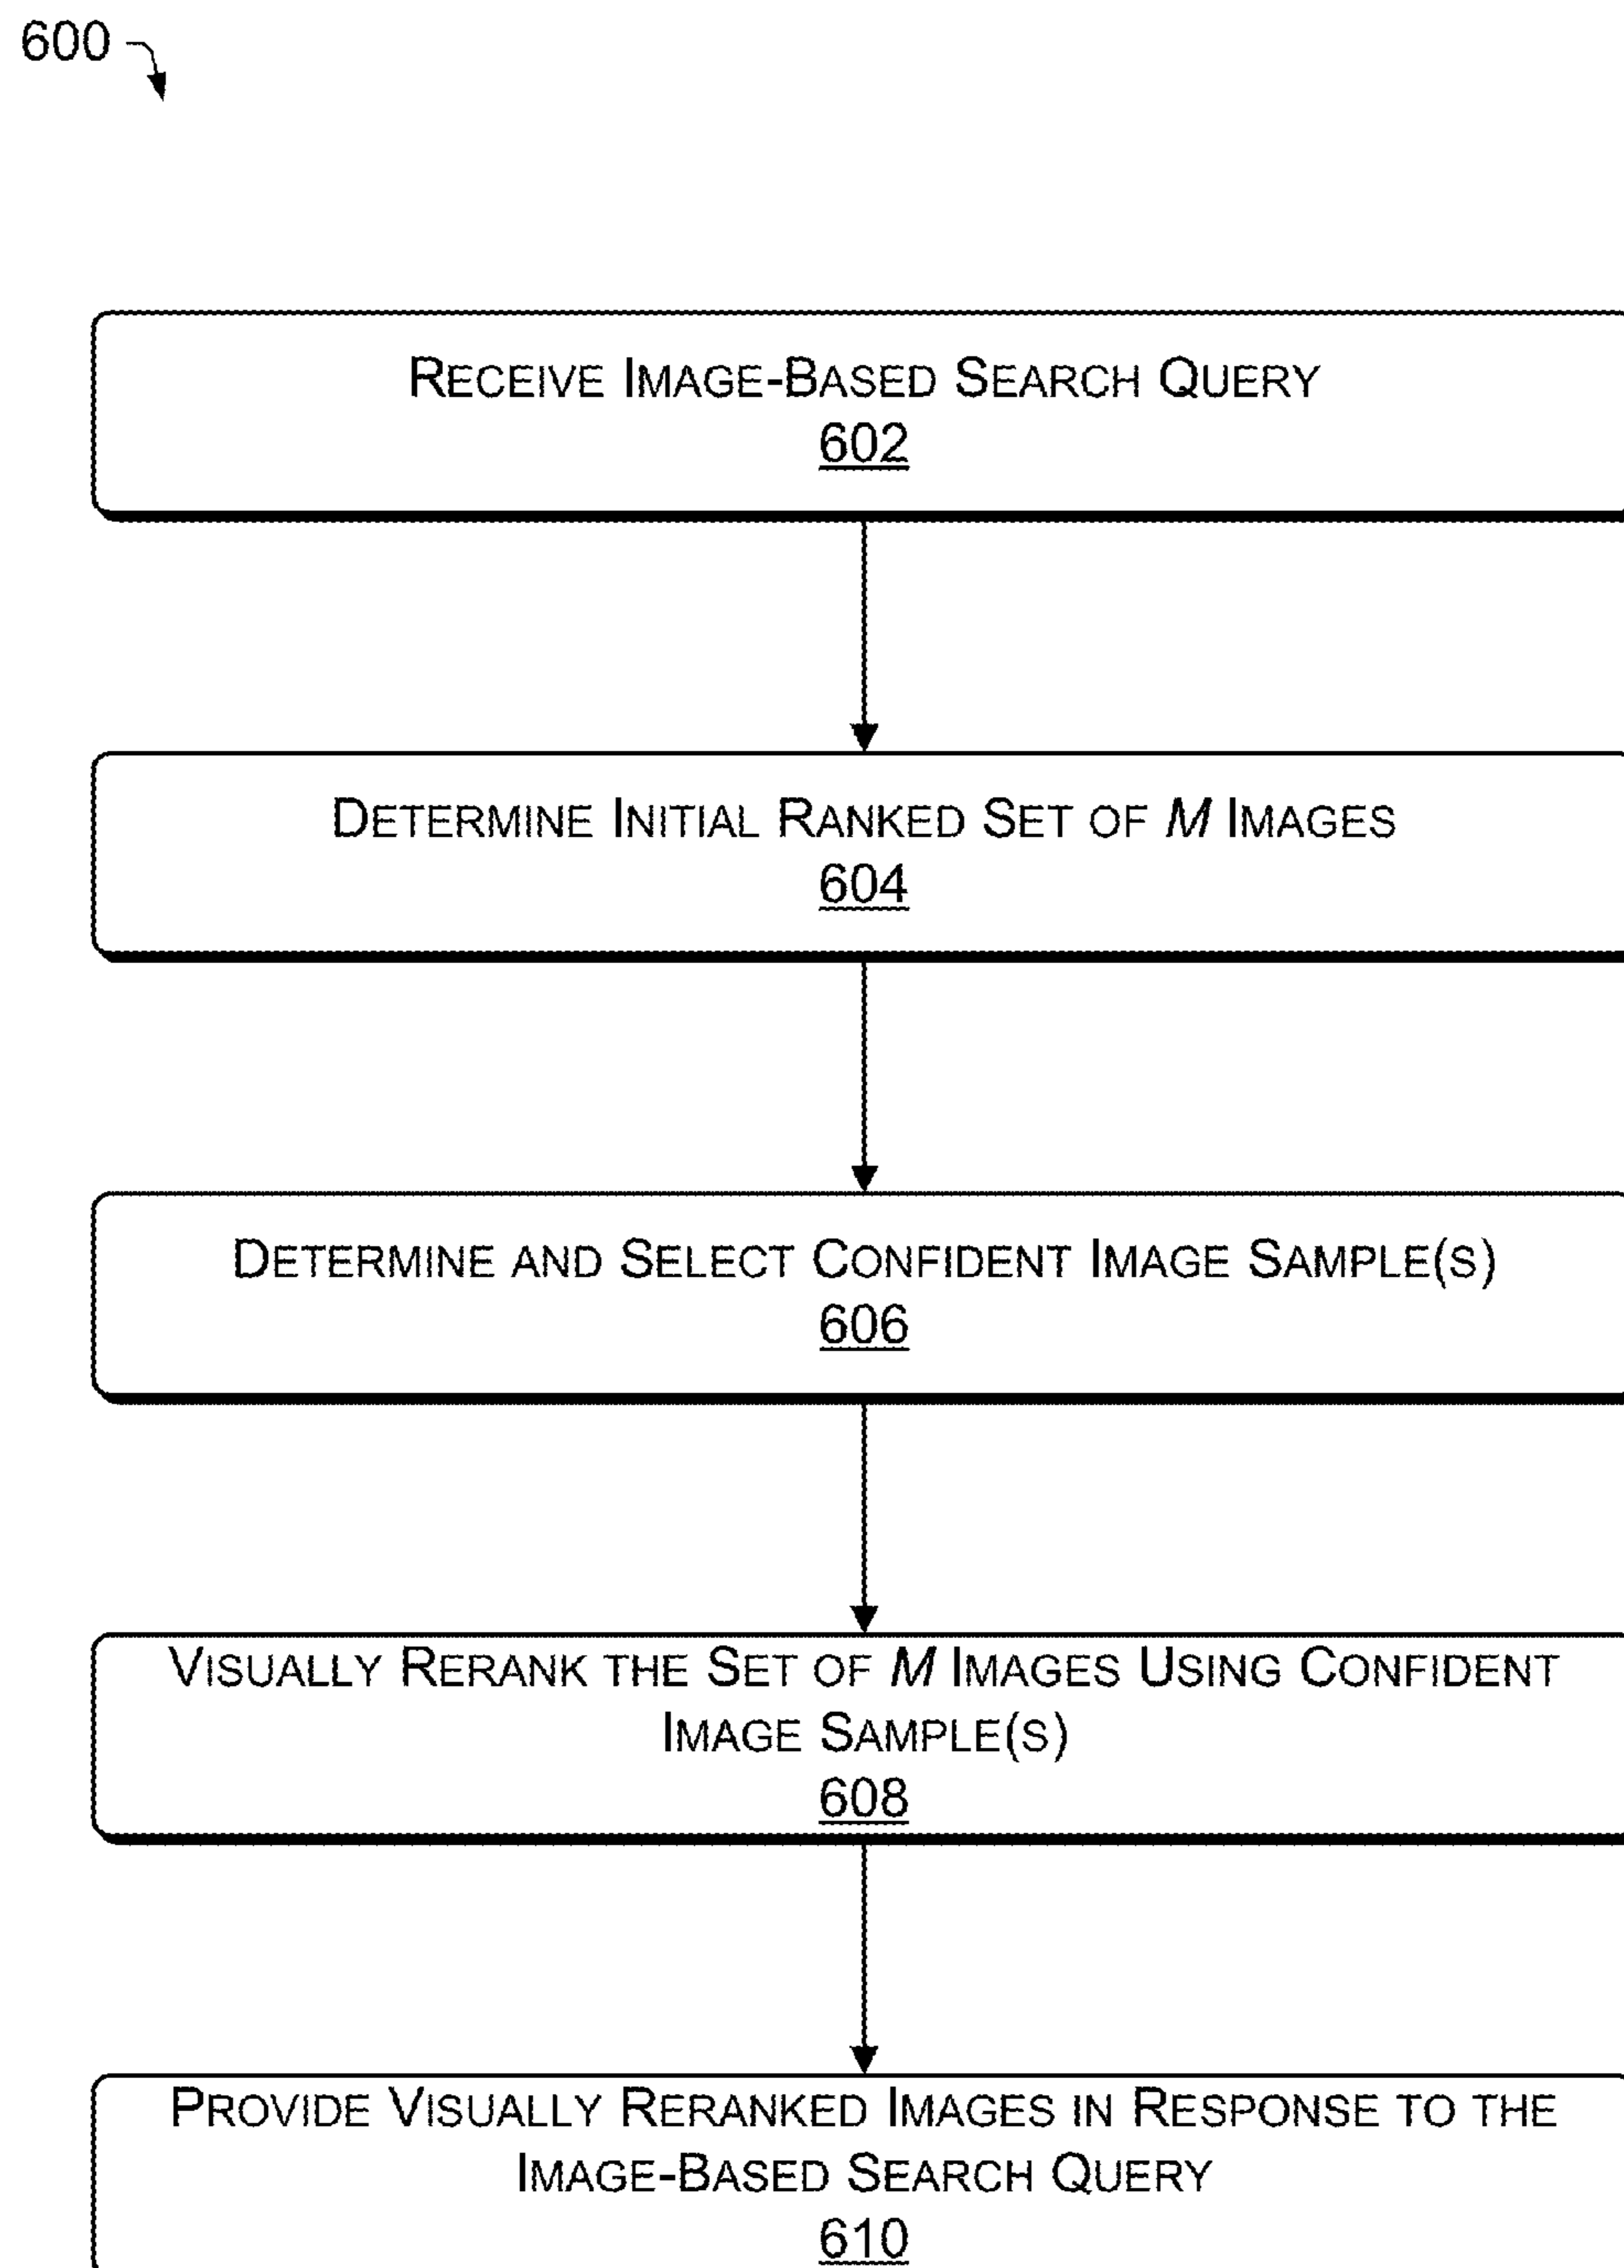 600
RECEIVE IMAGE-BASED SEARCH QUERY
602
DETERMINE INITIAL RANKED SET OF M IMAGES
604
DETERMINE AND SELECT CONFIDENT IMAGE SAMPLE(S)
606
VISUALLY RERANK THE SET OF M IMAGES USING CONFIDENT
IMAGE SAMPLE(S)
608
PROVIDE VISUALLY RERANKED IMAGES IN RESPONSE TO THE
IMAGE-BASED SEARCH QUERY
610